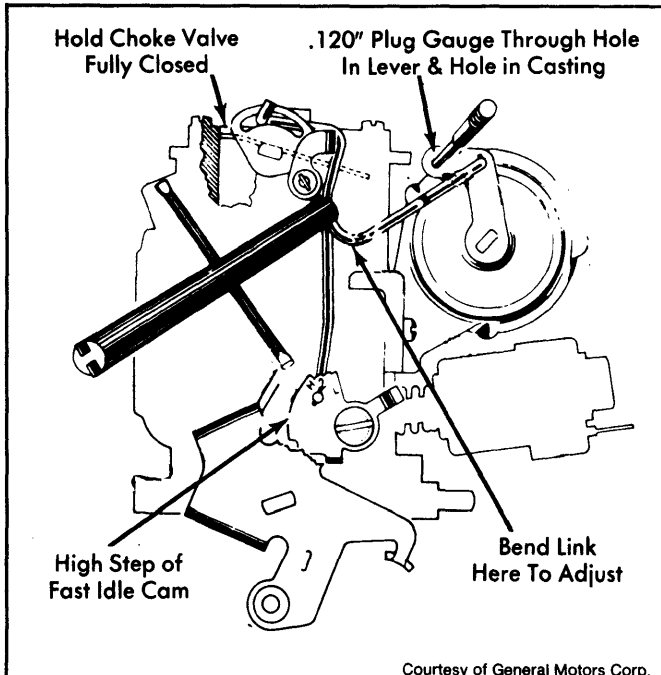 Hold Choke Valve
Fully Closed
.120" Plug Gauge Through Hole
In Lever & Hole in Casting
High Step of
Fast Idle Cam
Bend Link
Here To Adjust
Courtesy of General Motors Corp.